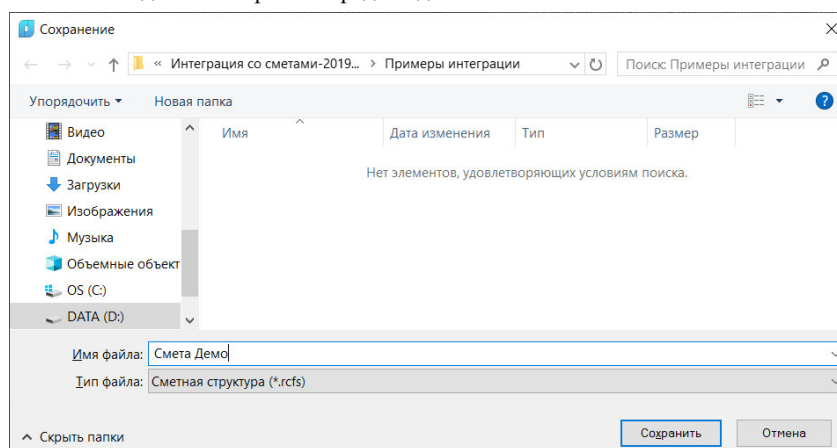 Сохранение
« Интеграция со сметами-2019... > Примеры интеграции
Поиск: Примеры интеграции
Упорядочить Новая папка
Видео
Документы
Загрузки
Изображения
Музыка
Объемные объект
OS (C:)
DATA (D:)
Имя Дата изменения Тип Размер
Нет элементов, удовлетворяющих условиям поиска.
Имя файла: Смета Демо
Тип файла: Сметная структура (*.rcfs)
Скрыть папки
Сохранить Отмена